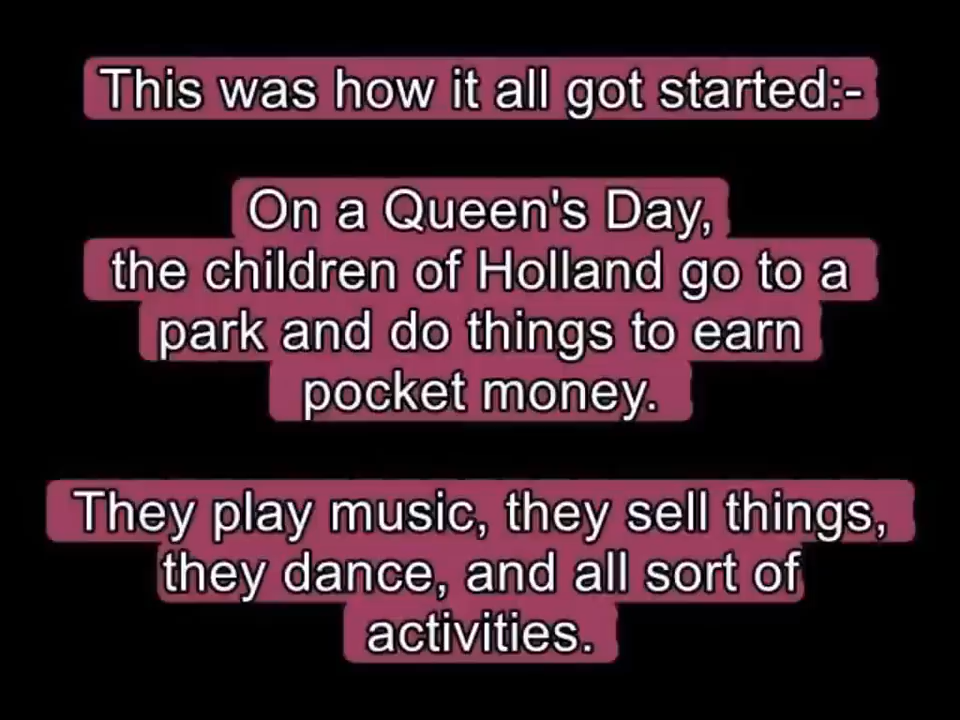 This was how it all got started:-
On a Queen's Day,
the children of Holland go to a
park and do things to earn
pocket money.
They play music, they sell things,
they dance, and all sort of
activities.